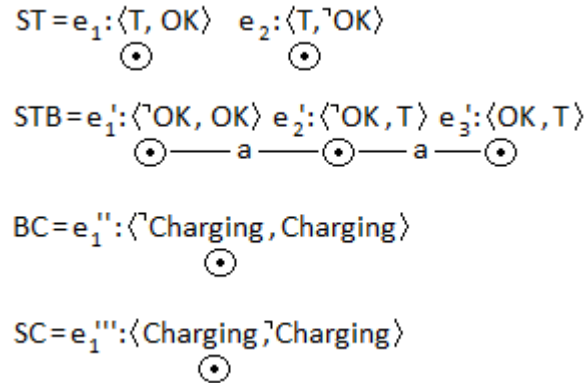 ST=e₁:⟨T, OK⟩ e₂:⟨T,⌝OK⟩
STB=e₁':⟨⌝OK, OK⟩ e₂':⟨⌝OK,T⟩ e₃':⟨OK,T⟩
a a
BC=e₁'':⟨⌝Charging,Charging⟩
SC=e₁''':⟨Charging,⌝Charging⟩